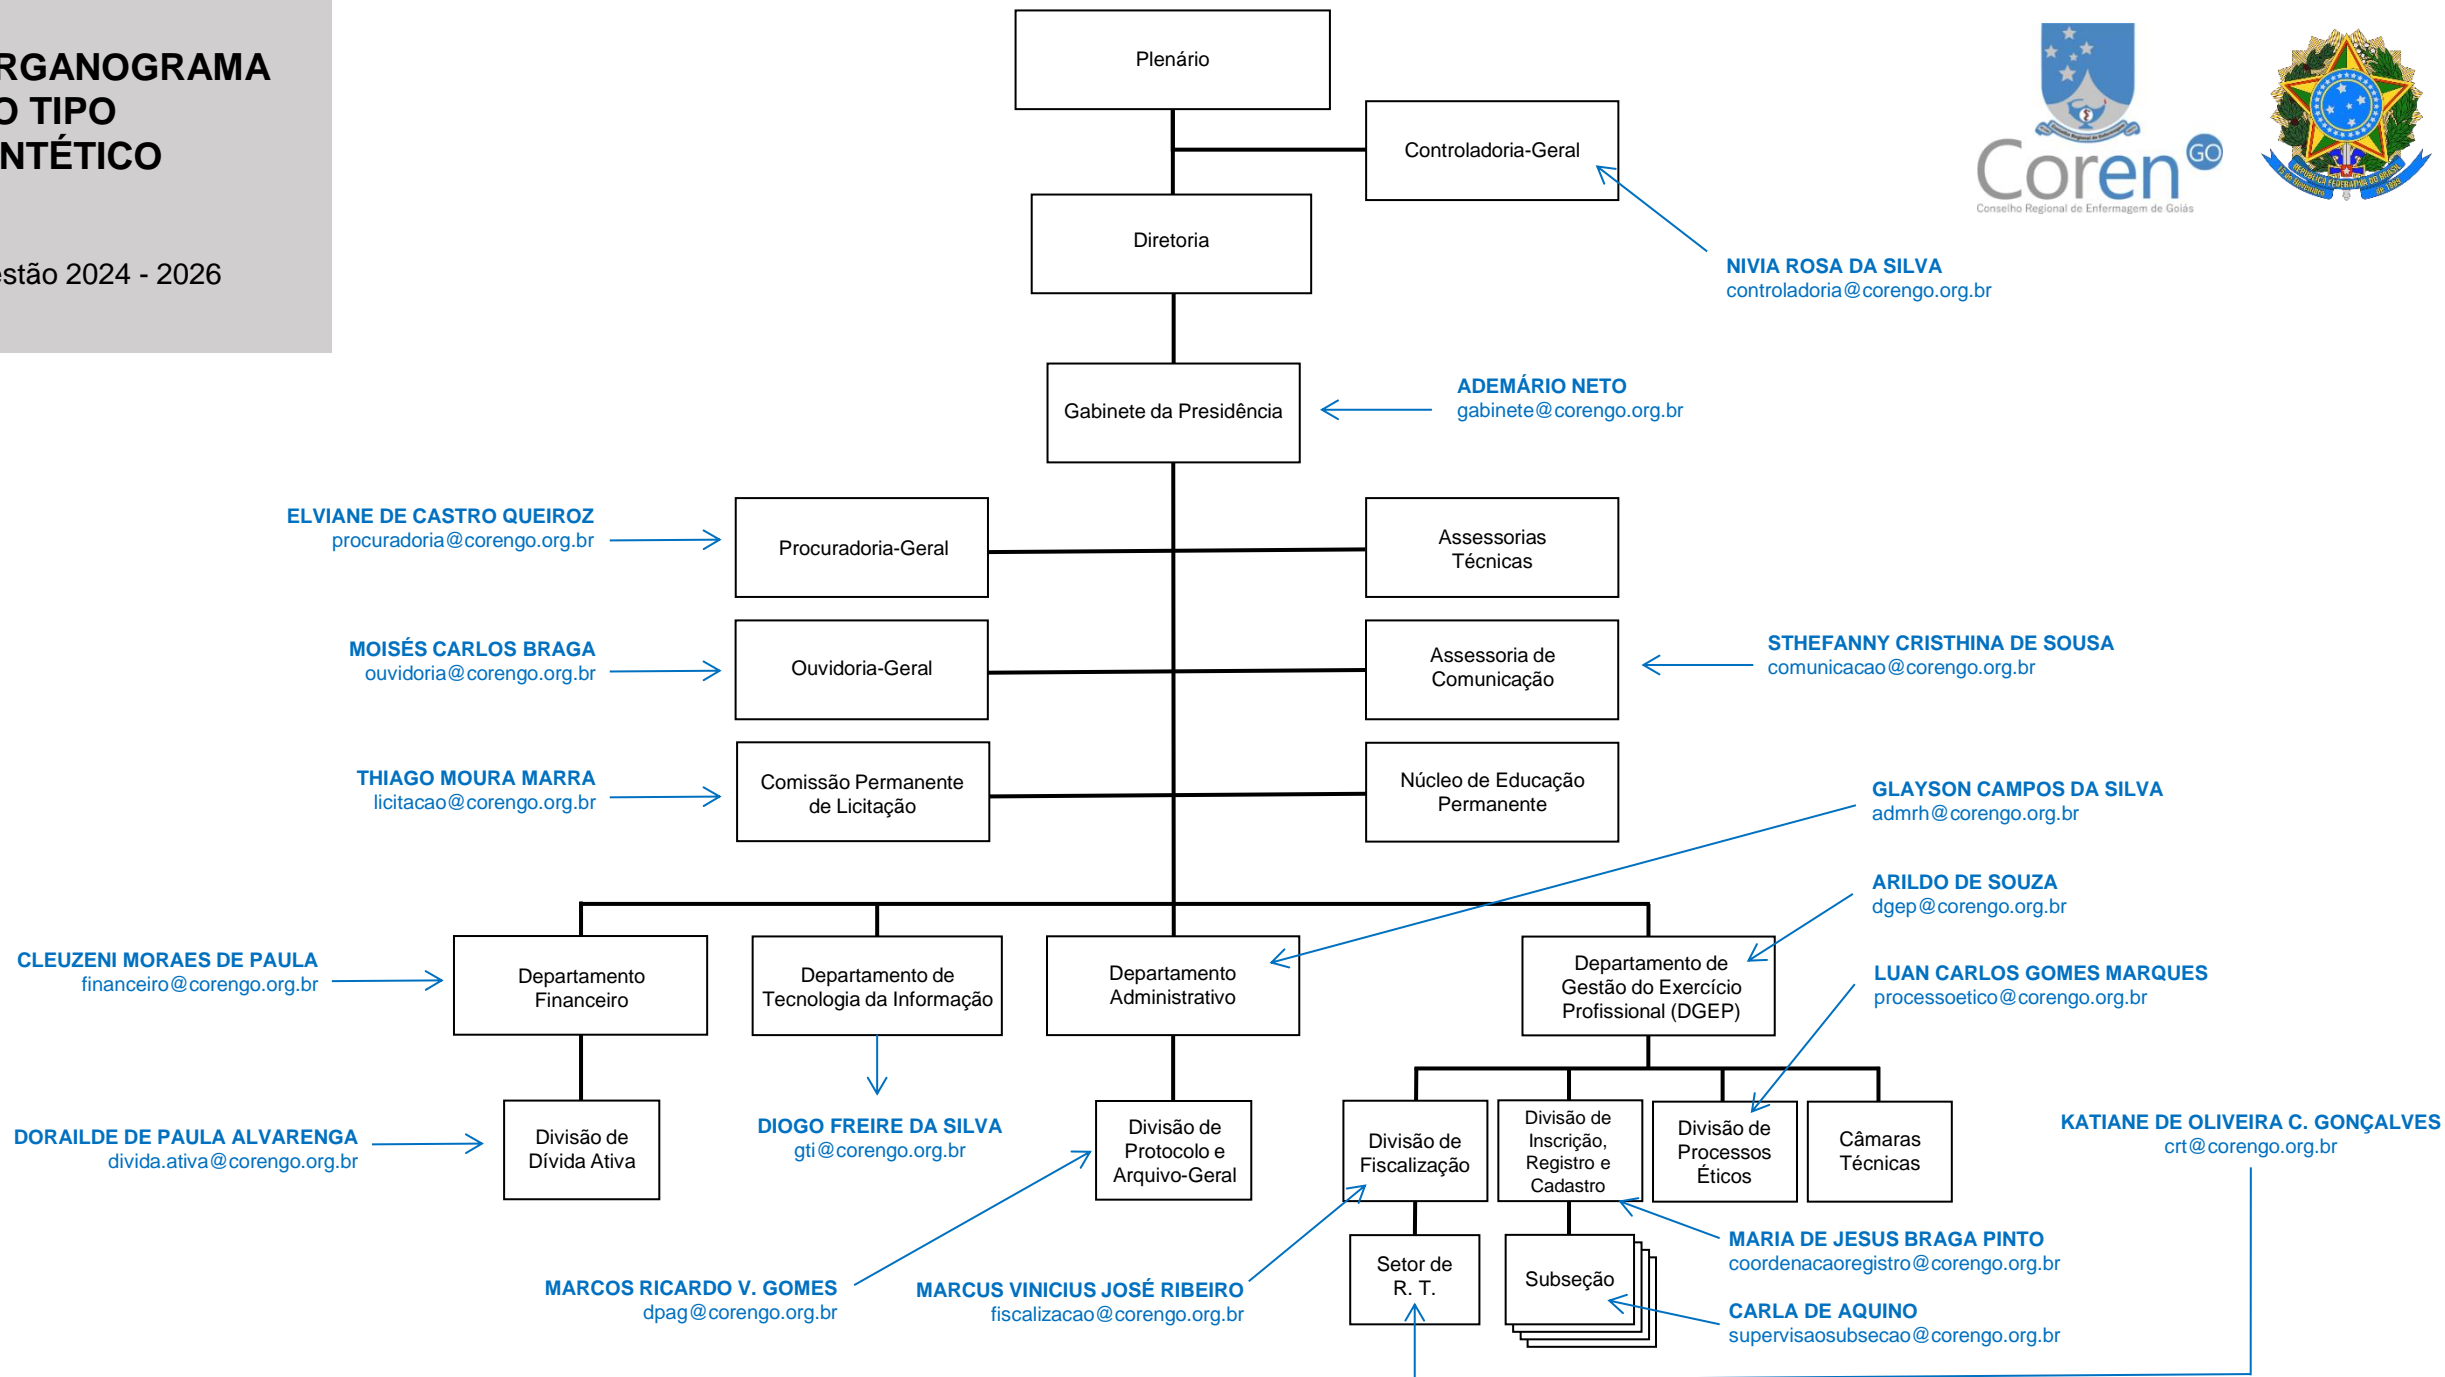 RGANOGRAMA
O TIPO
NTÉTICO
stão 2024 - 2026
Plenário
Controladoria-Geral
Diretoria
NIVIA ROSA DA SILVA
controladoria@corengo.org.br
Coren GO
Conselho Regional de Enfermagem de Goiás
REPUBLICA FEDERATIVA DO BRASIL
15 de Novembro de 1889
Gabinete da Presidência
ADEMÁRIO NETO
gabinete@corengo.org.br
ELVIANE DE CASTRO QUEIROZ
procuradoria@corengo.org.br
Procuradoria-Geral
Assessorias
Técnicas
MOISÉS CARLOS BRAGA
ouvidoria@corengo.org.br
Ouvidoria-Geral
Assessoria de
Comunicação
STHEFANNY CRISTHINA DE SOUSA
comunicacao@corengo.org.br
THIAGO MOURA MARRA
licitacao@corengo.org.br
Comissão Permanente
de Licitação
Núcleo de Educação
Permanente
GLAYSON CAMPOS DA SILVA
admrh@corengo.org.br
ARILDO DE SOUZA
dgep@corengo.org.br
CLEUZENI MORAES DE PAULA
financeiro@corengo.org.br
Departamento
Financeiro
Departamento de
Tecnologia da Informação
Departamento
Administrativo
Departamento de
Gestão do Exercício
Profissional (DGEP)
LUAN CARLOS GOMES MARQUES
processoetico@corengo.org.br
DORAILDE DE PAULA ALVARENGA
divida.ativa@corengo.org.br
Divisão de
Dívida Ativa
DIOGO FREIRE DA SILVA
gti@corengo.org.br
Divisão de
Protocolo e
Arquivo-Geral
Divisão de
Fiscalização
Divisão de
Inscrição,
Registro e
Cadastro
Divisão de
Processos
Éticos
Câmaras
Técnicas
KATIANE DE OLIVEIRA C. GONÇALVES
crt@corengo.org.br
MARCOS RICARDO V. GOMES
dpag@corengo.org.br
MARCUS VINICIUS JOSÉ RIBEIRO
fiscalizacao@corengo.org.br
Setor de
R. T.
Subseção
MARIA DE JESUS BRAGA PINTO
coordenacaoregistro@corengo.org.br
CARLA DE AQUINO
supervisaosubsecao@corengo.org.br